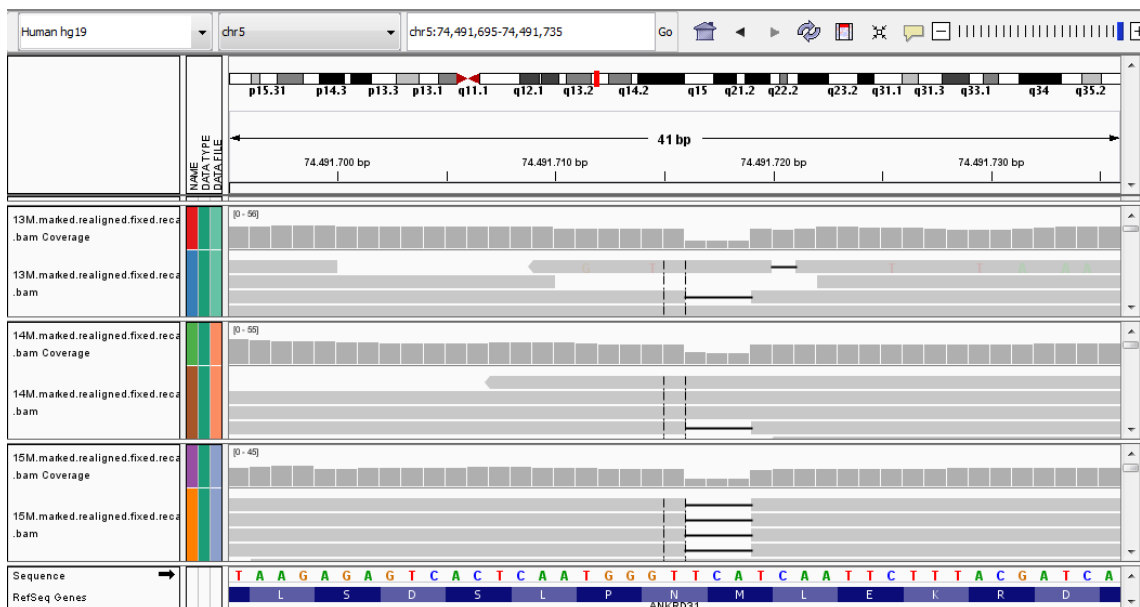 Human hg19 chr5 chr5:74,491,695-74,491,735 Go
p15.31 p14.3 p13.3 p13.1 q11.1 q12.1 q13.2 q14.2 q15 q21.2 q22.2 q23.2 q31.1 q31.3 q33.1 q34 q35.2
41 bp
74.491.700 bp 74.491.710 bp 74.491.720 bp 74.491.730 bp
NAME
DATA TYPE
DATA FILE
13M.marked.realigned.fixed.reca
.bam Coverage
[0 - 56]
13M.marked.realigned.fixed.reca
.bam
G T T T A A A
14M.marked.realigned.fixed.reca
.bam Coverage
[0 - 55]
14M.marked.realigned.fixed.reca
.bam
15M.marked.realigned.fixed.reca
.bam Coverage
[0 - 45]
15M.marked.realigned.fixed.reca
.bam
Sequence T A A G A G A G T C A C T C A A T G G G T T C A T C A A T T C T T T A C G A T C A
RefSeq Genes L S D S L P N M L E K R D
ANKRD31